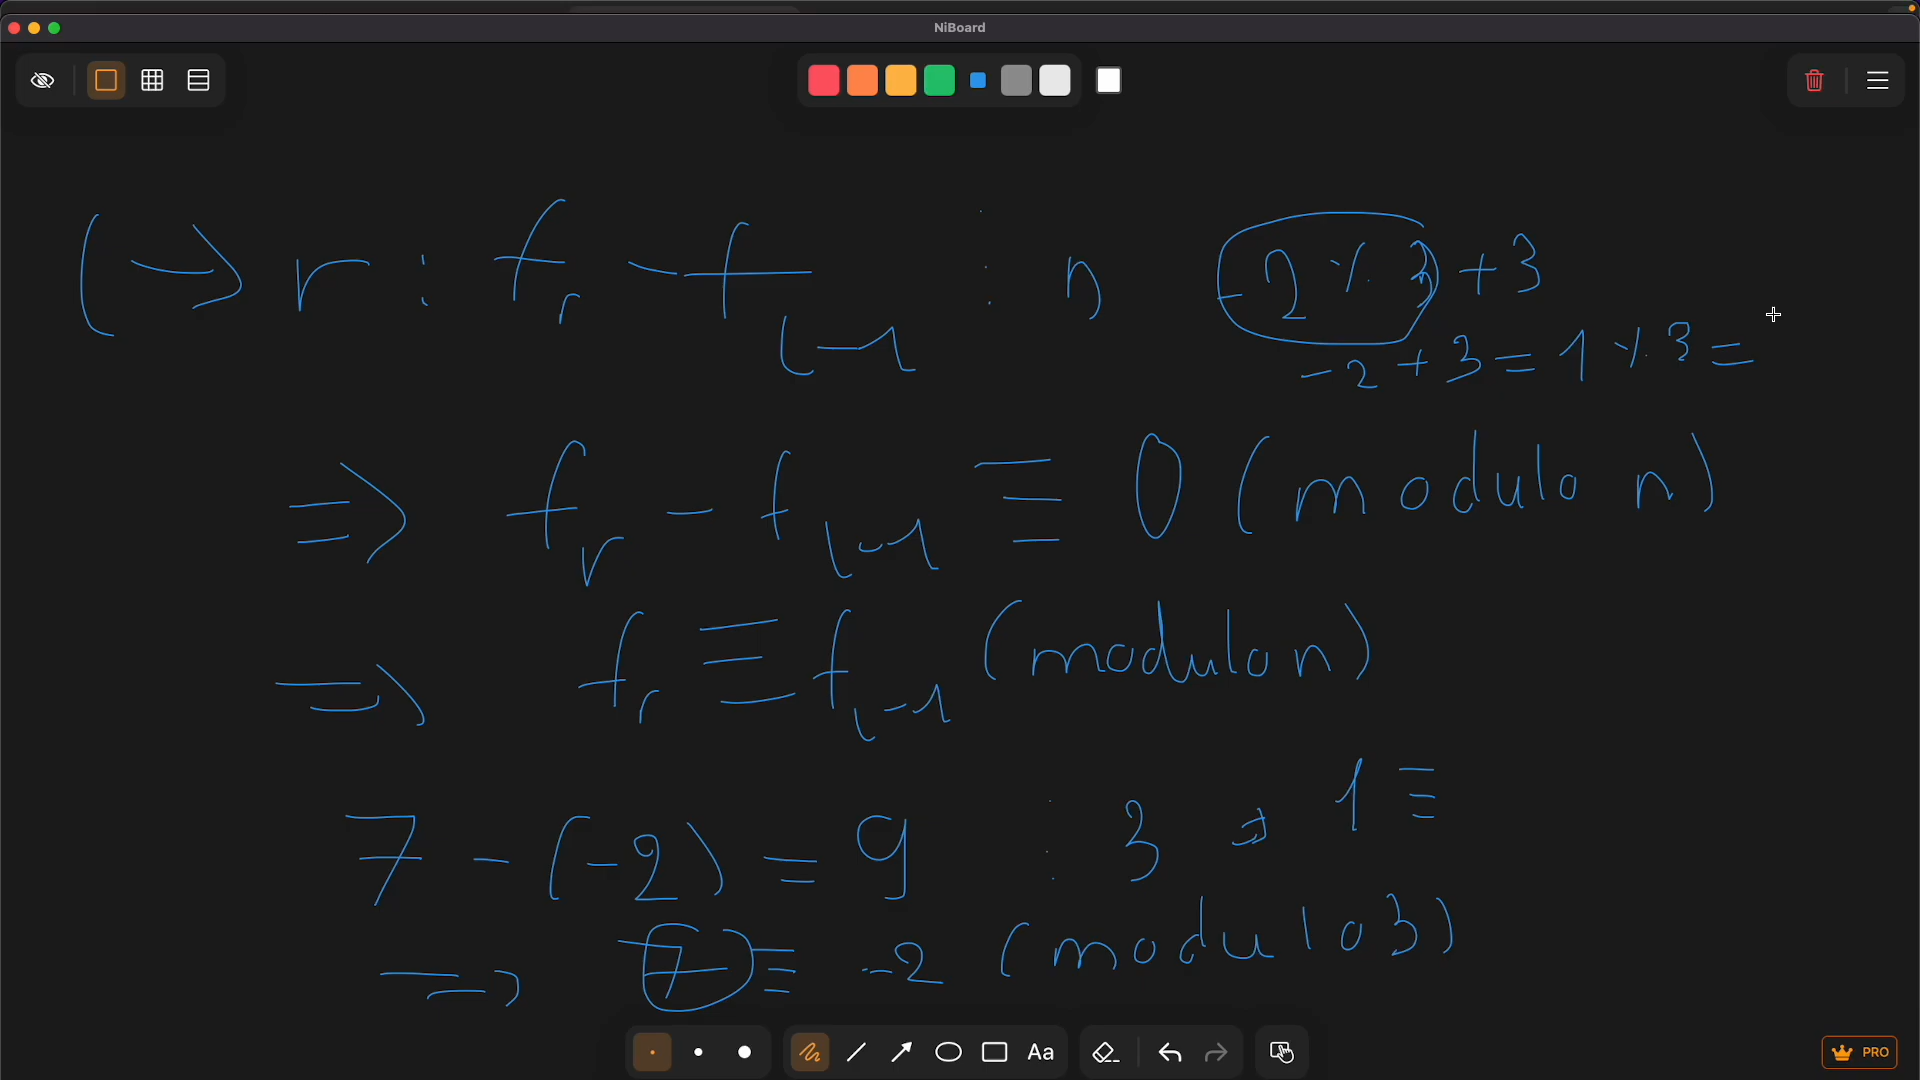 NiBoard
l → r : f_r - f_{l-1} ⋮ n
-2 % 3 + 3
-2 + 3 = 1 % 3 =
=> f_r - f_{l-1} ≡ 0 (modulo n)
=> f_r ≡ f_{l-1} (modulo n)
7 - (-2) = 9 ⋮ 3 => 1 ≡
=> 7 ≡ -2 (modulo 3)
Aa
PRO